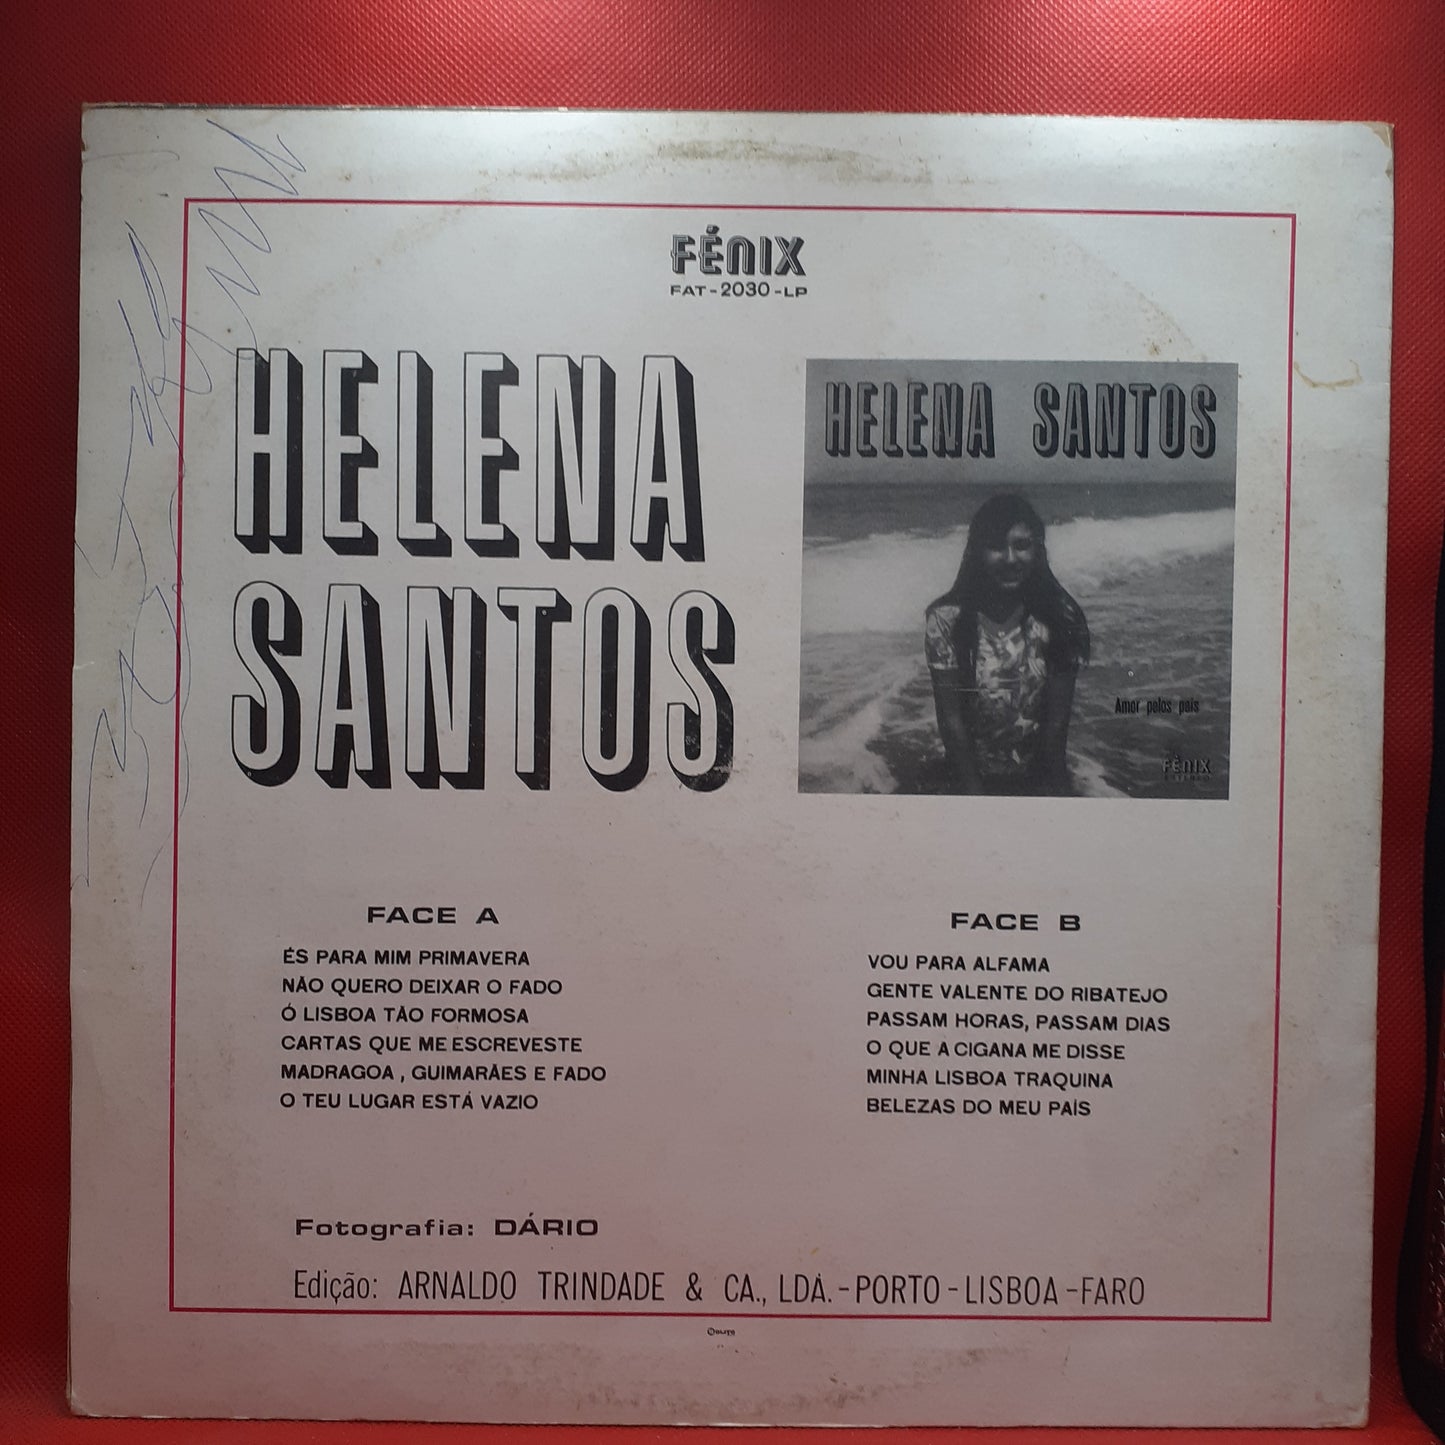 FÉNIX
FAT-2030-LP
HELENA
SANTOS
HELENA SANTOS
Amor pelos pais
FÉNIX
FACE A
ÉS PARA MIM PRIMAVERA
NÃO QUERO DEIXAR O FADO
Ó LISBOA TÃO FORMOSA
CARTAS QUE ME ESCREVESTE
MADRAGOA, GUIMARÃES E FADO
O TEU LUGAR ESTÁ VAZIO
FACE B
VOU PARA ALFAMA
GENTE VALENTE DO RIBATEJO
PASSAM HORAS, PASSAM DIAS
O QUE A CIGANA ME DISSE
MINHA LISBOA TRAQUINA
BELEZAS DO MEU PAÍS
Fotografia: DÁRIO
Edição: ARNALDO TRINDADE & CA., LDA.-PORTO-LISBOA-FARO